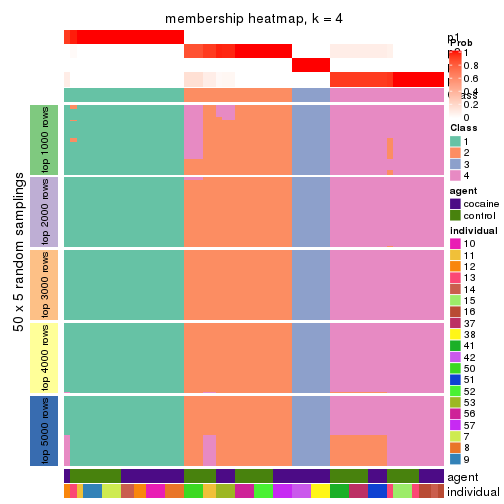 membership heatmap, k = 4
p1
Prob
1
0.8
0.6
0.4
0.2
0
Class
1
2
3
4
agent
cocaine
control
individual
10
11
12
13
14
15
16
37
38
41
42
50
51
52
53
56
57
7
8
9
50 x 5 random samplings
top 1000 rows
top 2000 rows
top 3000 rows
top 4000 rows
top 5000 rows
agent
individual